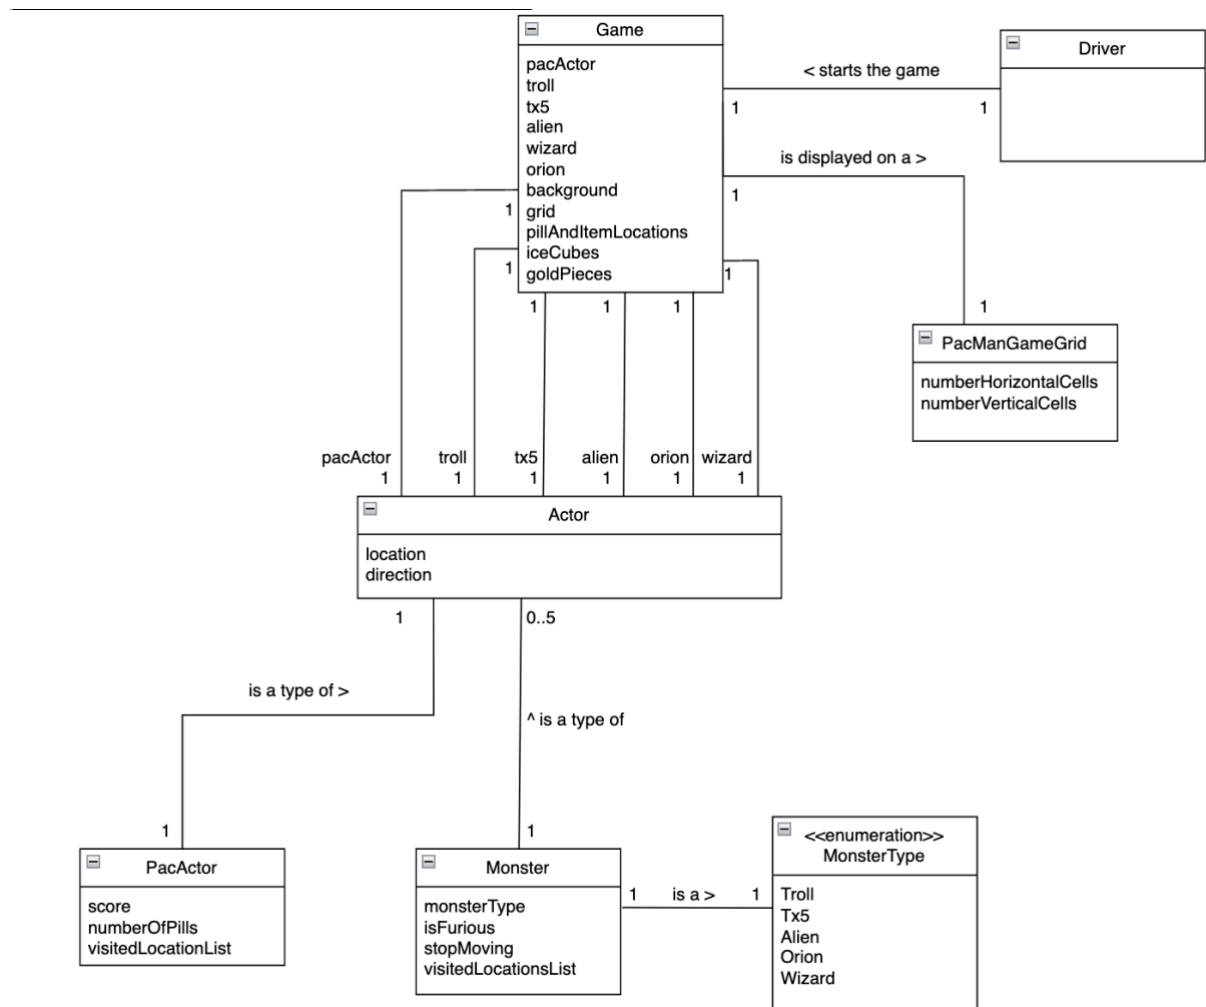 Game
pacActor
troll
tx5
alien
wizard
orion
background
grid
pillAndItemLocations
iceCubes
goldPieces
Driver
< starts the game
1
1
is displayed on a >
1
1
PacManGameGrid
numberHorizontalCells
numberVerticalCells
1
1
1
1
1
1
pacActor
troll
tx5
alien
orion
wizard
1
1
1
1
1
1
Actor
location
direction
1
0..5
is a type of >
^ is a type of
1
1
PacActor
score
numberOfPills
visitedLocationList
Monster
monsterType
isFurious
stopMoving
visitedLocationsList
1
is a >
1
<<enumeration>>
MonsterType
Troll
Tx5
Alien
Orion
Wizard